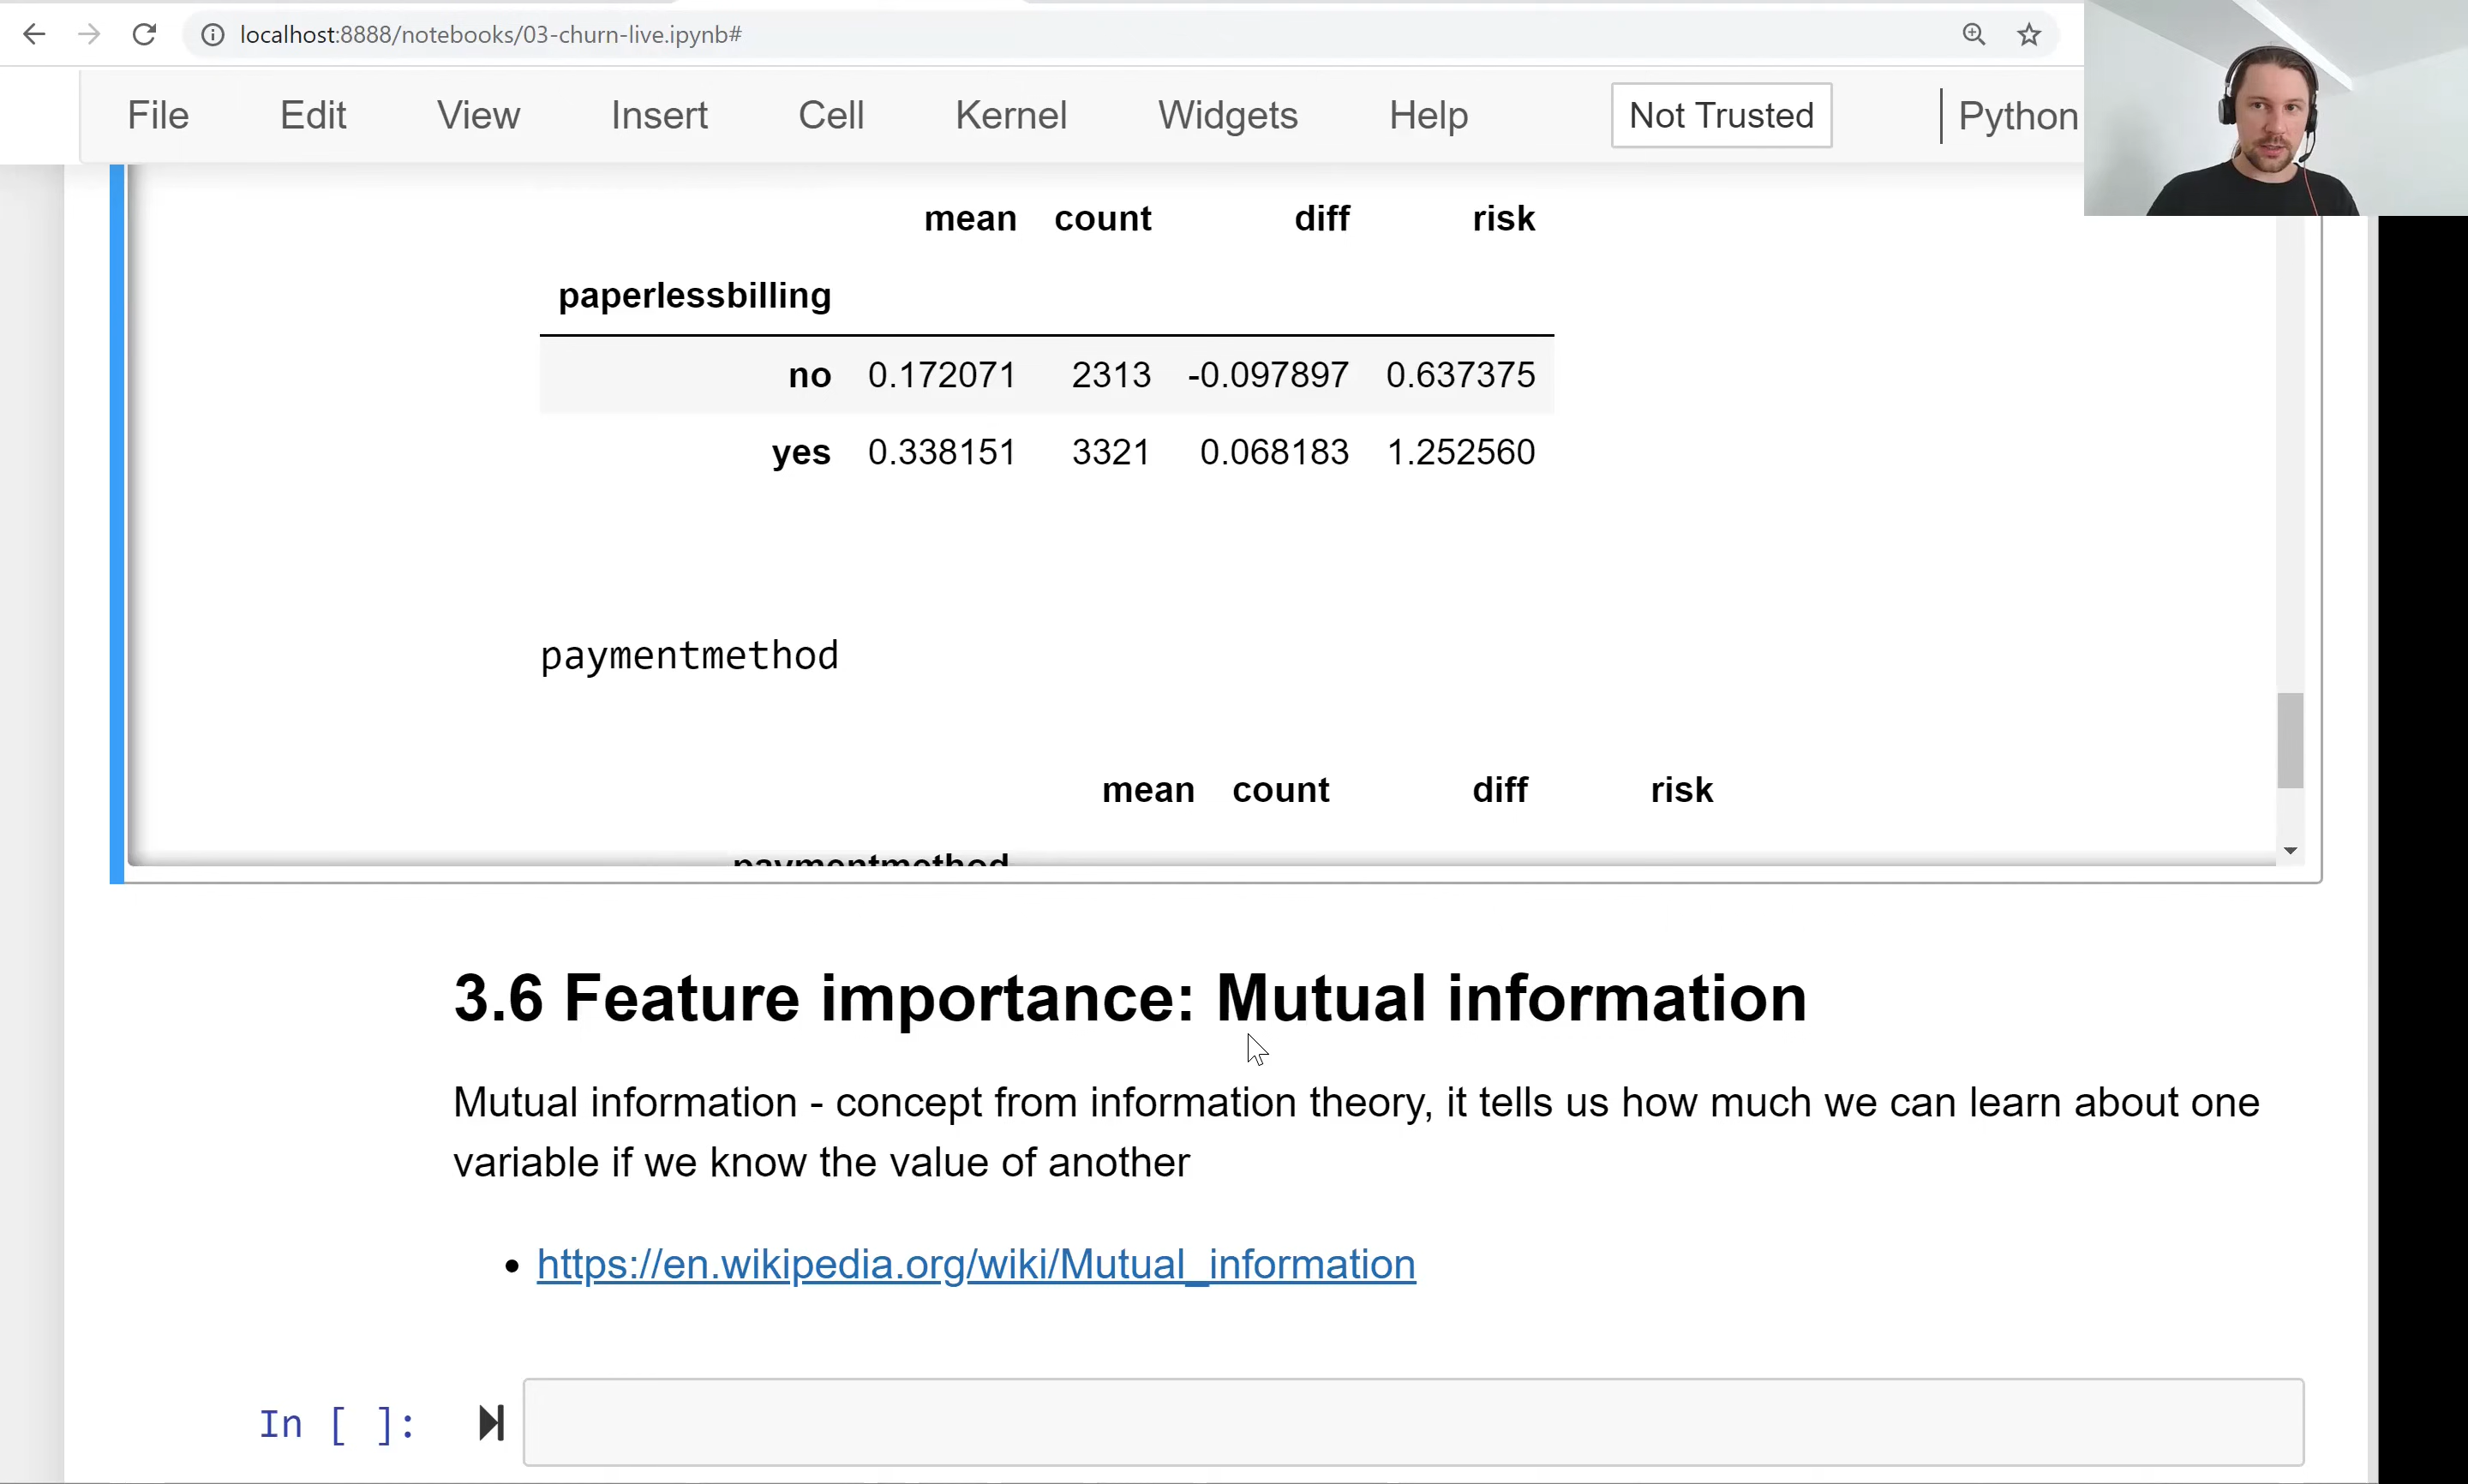 localhost:8888/notebooks/03-churn-live.ipynb#
File Edit View Insert Cell Kernel Widgets Help Not Trusted Python
mean count diff risk
paperlessbilling
no 0.172071 2313 -0.097897 0.637375
yes 0.338151 3321 0.068183 1.252560
paymentmethod
mean count diff risk
paymentmethod
3.6 Feature importance: Mutual information
Mutual information - concept from information theory, it tells us how much we can learn about one
variable if we know the value of another
• https://en.wikipedia.org/wiki/Mutual_information
In [ ]: